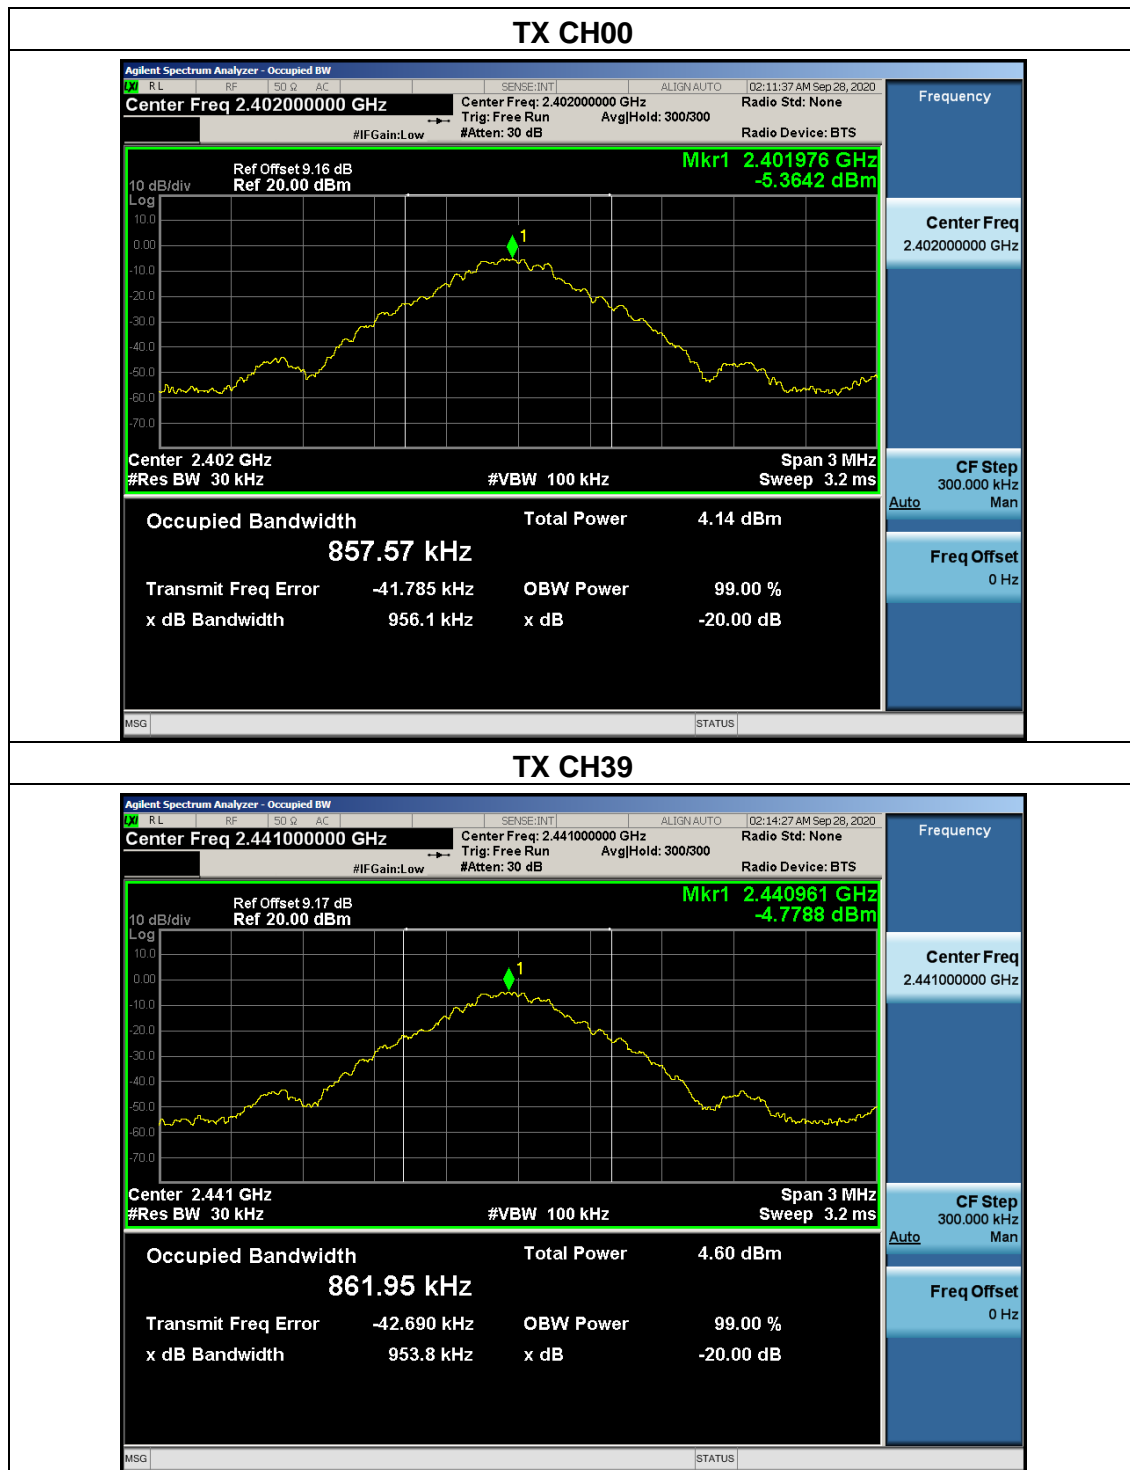 TX CH00
Agilent Spectrum Analyzer - Occupied BW
LXI RL RF 50 Ω AC SENSE:INT ALIGN AUTO 02:11:37 AM Sep 28, 2020
Center Freq 2.402000000 GHz Center Freq: 2.402000000 GHz Radio Std: None Frequency
Trig: Free Run Avg|Hold: 300/300
#IFGain:Low #Atten: 30 dB Radio Device: BTS
Ref Offset 9.16 dB Mkr1 2.401976 GHz
10 dB/div Ref 20.00 dBm -5.3642 dBm
Log
10.0
0.00
-10.0
-20.0
-30.0
-40.0
-50.0
-60.0
-70.0
1
Center Freq
2.402000000 GHz
Center 2.402 GHz Span 3 MHz
#Res BW 30 kHz #VBW 100 kHz Sweep 3.2 ms
CF Step
300.000 kHz
Auto Man
Occupied Bandwidth Total Power 4.14 dBm
857.57 kHz
Freq Offset
0 Hz
Transmit Freq Error -41.785 kHz OBW Power 99.00 %
x dB Bandwidth 956.1 kHz x dB -20.00 dB
MSG STATUS
TX CH39
Agilent Spectrum Analyzer - Occupied BW
LXI RL RF 50 Ω AC SENSE:INT ALIGN AUTO 02:14:27 AM Sep 28, 2020
Center Freq 2.441000000 GHz Center Freq: 2.441000000 GHz Radio Std: None Frequency
Trig: Free Run Avg|Hold: 300/300
#IFGain:Low #Atten: 30 dB Radio Device: BTS
Ref Offset 9.17 dB Mkr1 2.440961 GHz
10 dB/div Ref 20.00 dBm -4.7788 dBm
Log
10.0
0.00
-10.0
-20.0
-30.0
-40.0
-50.0
-60.0
-70.0
1
Center Freq
2.441000000 GHz
Center 2.441 GHz Span 3 MHz
#Res BW 30 kHz #VBW 100 kHz Sweep 3.2 ms
CF Step
300.000 kHz
Auto Man
Occupied Bandwidth Total Power 4.60 dBm
861.95 kHz
Freq Offset
0 Hz
Transmit Freq Error -42.690 kHz OBW Power 99.00 %
x dB Bandwidth 953.8 kHz x dB -20.00 dB
MSG STATUS